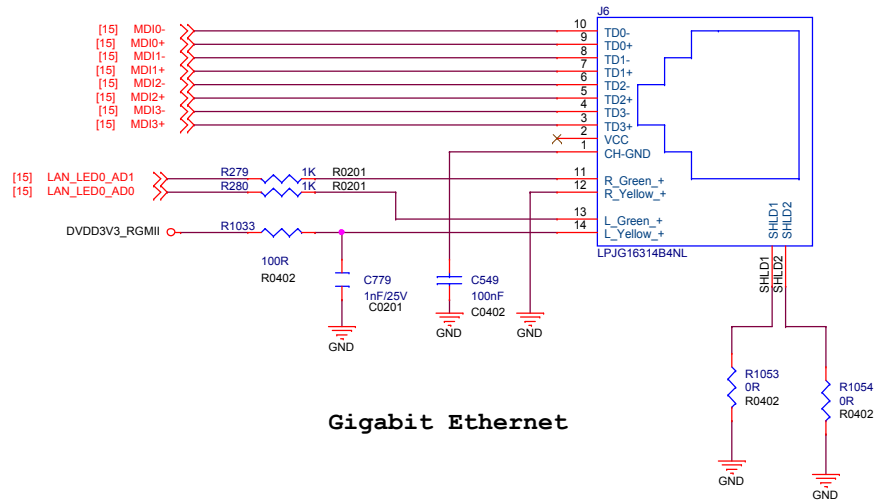 J6
[15] MDI0- 10 TD0-
[15] MDI0+ 9 TD0+
[15] MDI1- 8 TD1-
[15] MDI1+ 7 TD1+
[15] MDI2- 6 TD2-
[15] MDI2+ 5 TD2+
[15] MDI3- 4 TD3-
[15] MDI3+ 3 TD3+
2 VCC
1 CH-GND
[15] LAN_LED0_AD1 R279 1K R0201 11 R_Green_+
[15] LAN_LED0_AD0 R280 1K R0201 12 R_Yellow_+
13 L_Green_+
DVDD3V3_RGMII R1033 14 L_Yellow_+
SHLD1
SHLD2
LPJG16314B4NL
SHLD1
SHLD2
100R
R0402
C779
1nF/25V
C0201
GND
C549
100nF
C0402
GND
GND
R1053
0R
R0402
GND
R1054
0R
R0402
GND
Gigabit Ethernet